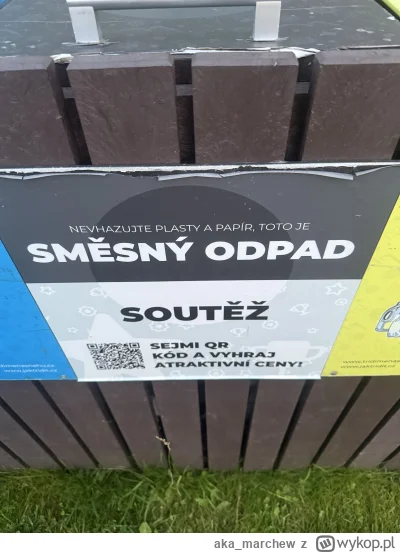 NEVHAZUJTE PLASTY A PAPÍR, TOTO JE
SMĚSNÝ ODPAD
SOUTĚŽ
SEJMI QR
KÓD A VYHRAJ
ATRAKTIVNÍ CENY!
aka_marchew z wykop.pl